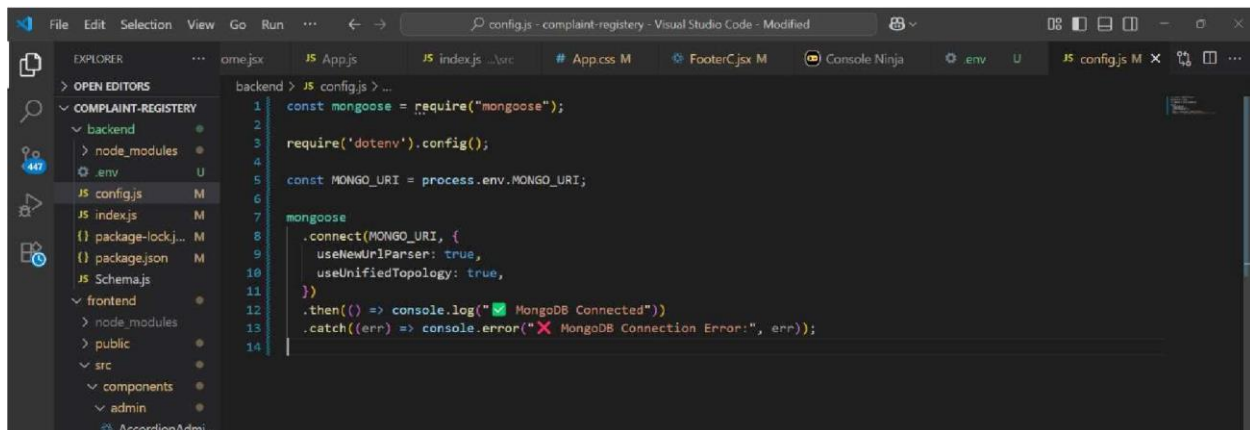 File Edit Selection View Go Run ... config.js - complaint-registery - Visual Studio Code - Modified
EXPLORER ... ome.jsx JS App.js JS index.js ...\src # App.css M FooterC.jsx M Console Ninja .env U JS config.js M
> OPEN EDITORS
backend > JS config.js > ...
COMPLAINT-REGISTERY
backend
> node_modules
.env U
JS config.js M
JS index.js M
{} package-lock.j... M
{} package.json M
JS Schema.js
frontend
> node_modules
> public
src
components
admin
AccordionAdmi
447
1 const mongoose = require("mongoose");
2
3 require('dotenv').config();
4
5 const MONGO_URI = process.env.MONGO_URI;
6
7 mongoose
8 .connect(MONGO_URI, {
9 useNewUrlParser: true,
10 useUnifiedTopology: true,
11 })
12 .then(() => console.log("✅ MongoDB Connected"))
13 .catch((err) => console.error("❌ MongoDB Connection Error:", err));
14